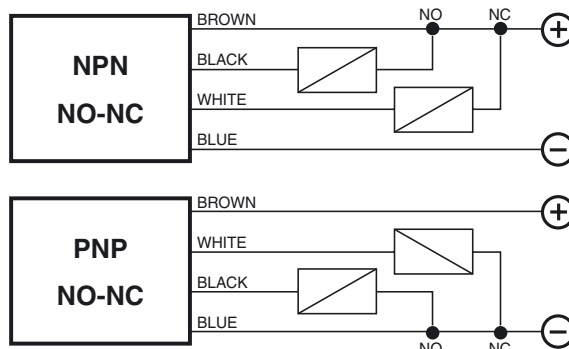 BROWN NO NC +
NPN BLACK
NO-NC WHITE
BLUE −
BROWN +
PNP WHITE
NO-NC BLACK
BLUE −
NO NC